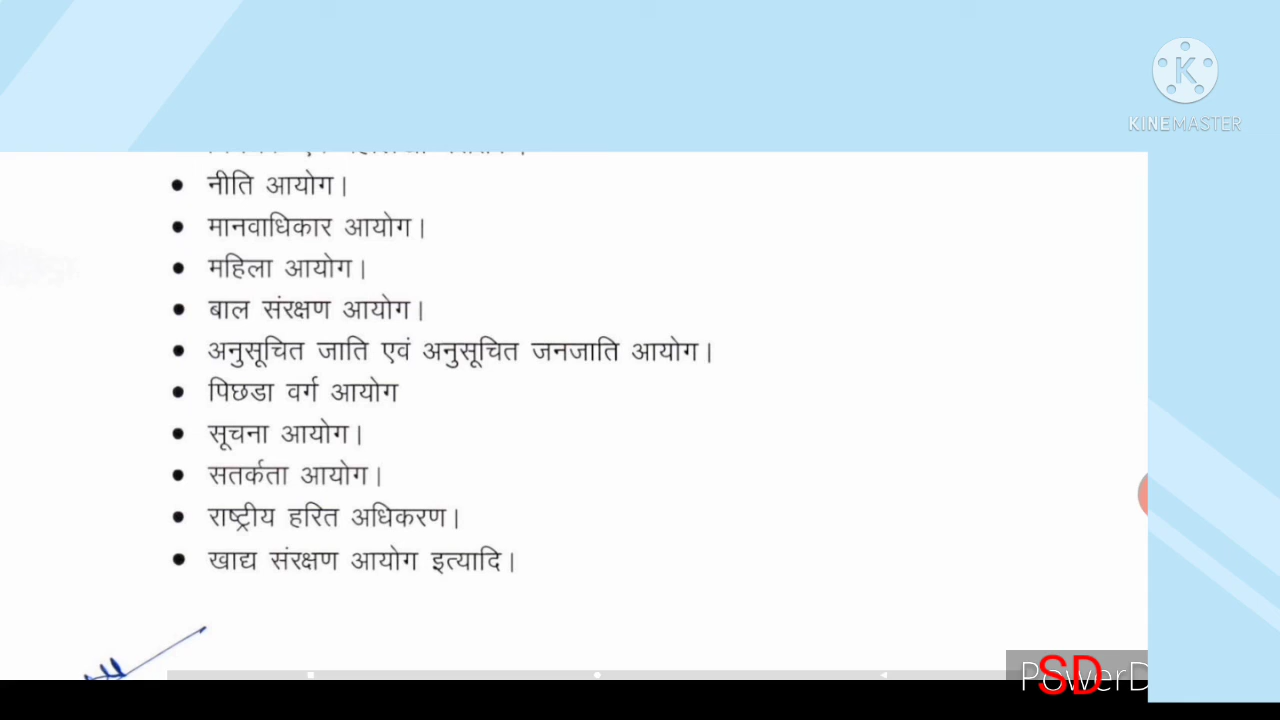 KINEMASTER
• नीति आयोग।
• मानवाधिकार आयोग।
• महिला आयोग।
• बाल संरक्षण आयोग।
• अनुसूचित जाति एवं अनुसूचित जनजाति आयोग।
• पिछडा वर्ग आयोग
• सूचना आयोग।
• सतर्कता आयोग।
• राष्ट्रीय हरित अधिकरण।
• खाद्य संरक्षण आयोग इत्यादि।
SD